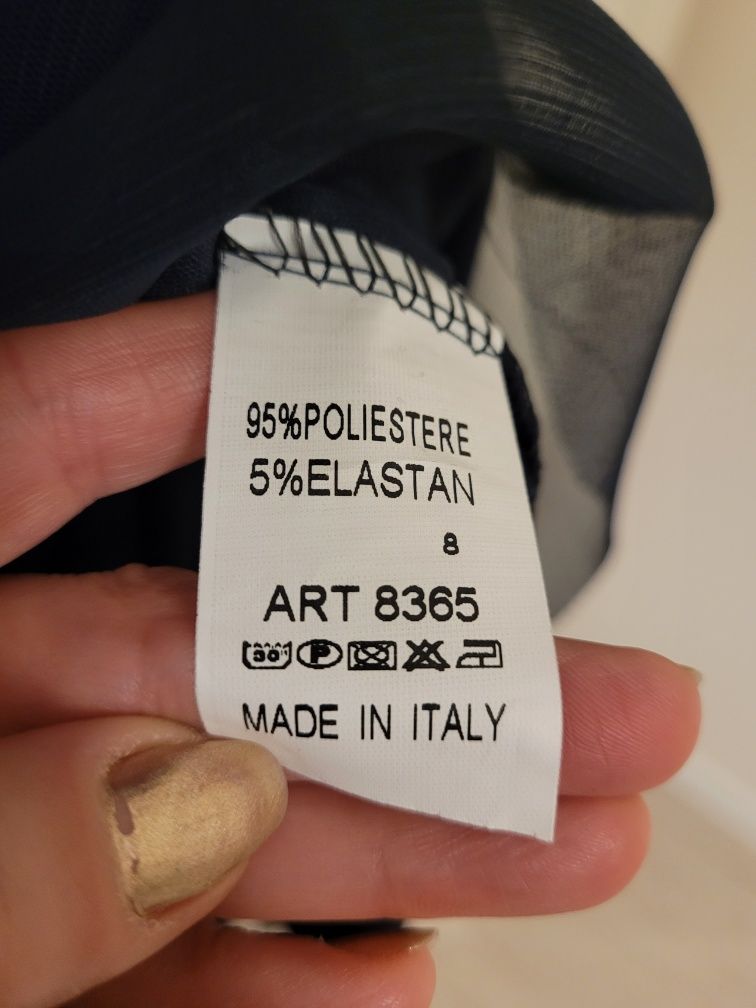 95%POLIESTERE
5%ELASTAN
8
ART 8365
30 P
MADE IN ITALY